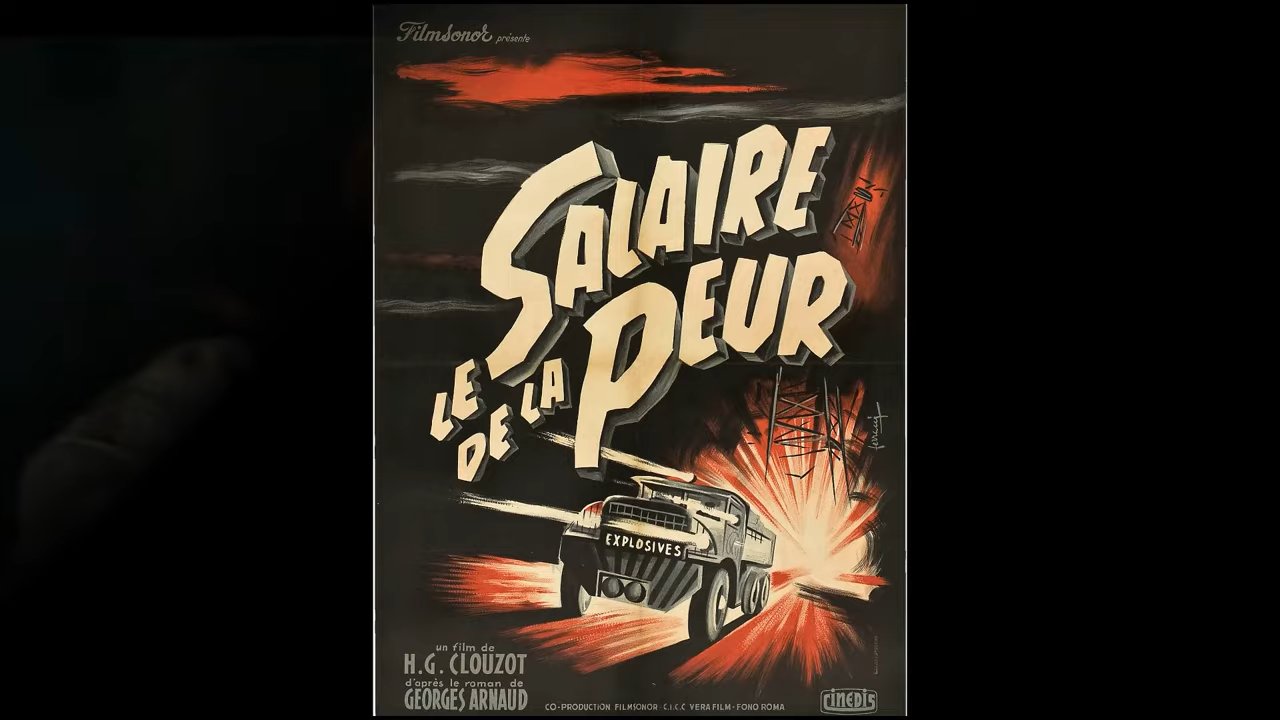 Filmsonor présente
SALAIRE
PEUR
LE
DE LA
ferracci
EXPLOSIVES
un film de
H.G. CLOUZOT
d'après le roman de
GEORGES ARNAUD
CO-PRODUCTION FILMSONOR - C.I.C.C VERA FILM - FONO ROMA
CINEDIS